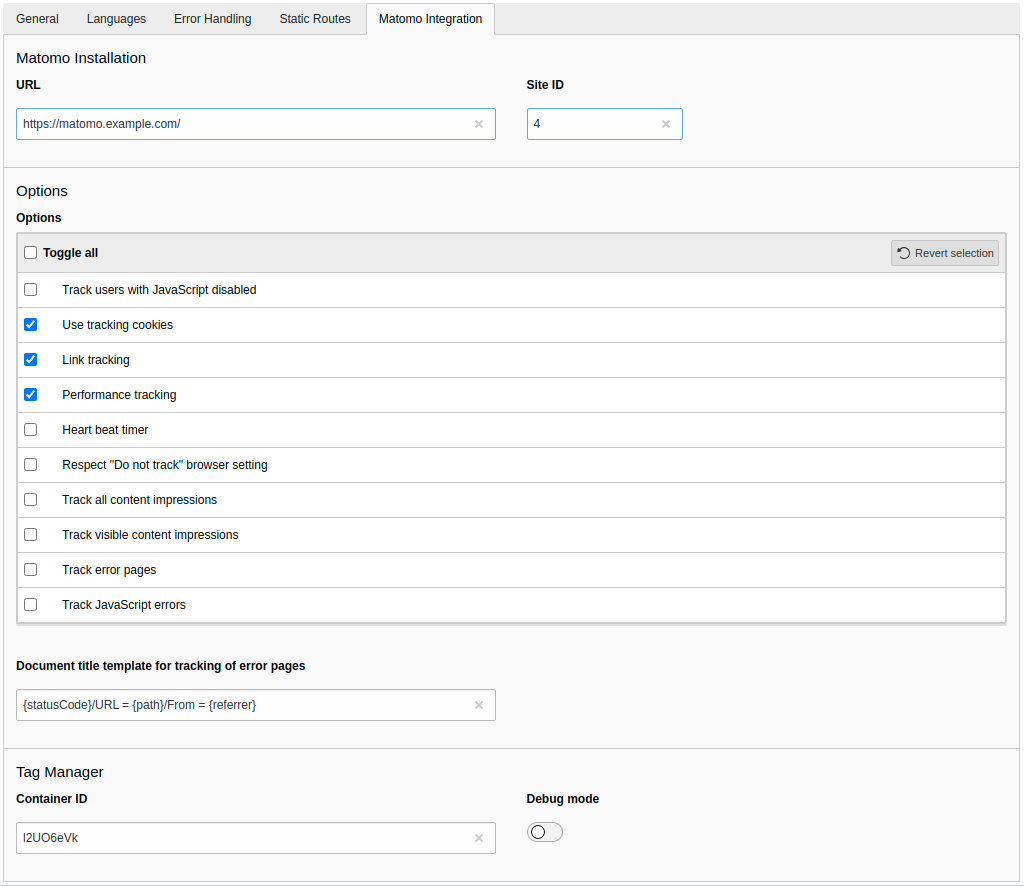 General Languages Error Handling Static Routes Matomo Integration
Matomo Installation
URL Site ID
https://matomo.example.com/ 4
Options
Options
Toggle all Revert selection
Track users with JavaScript disabled
Use tracking cookies
Link tracking
Performance tracking
Heart beat timer
Respect "Do not track" browser setting
Track all content impressions
Track visible content impressions
Track error pages
Track JavaScript errors
Document title template for tracking of error pages
{statusCode}/URL = {path}/From = {referrer}
Tag Manager
Container ID Debug mode
l2UO6eVk